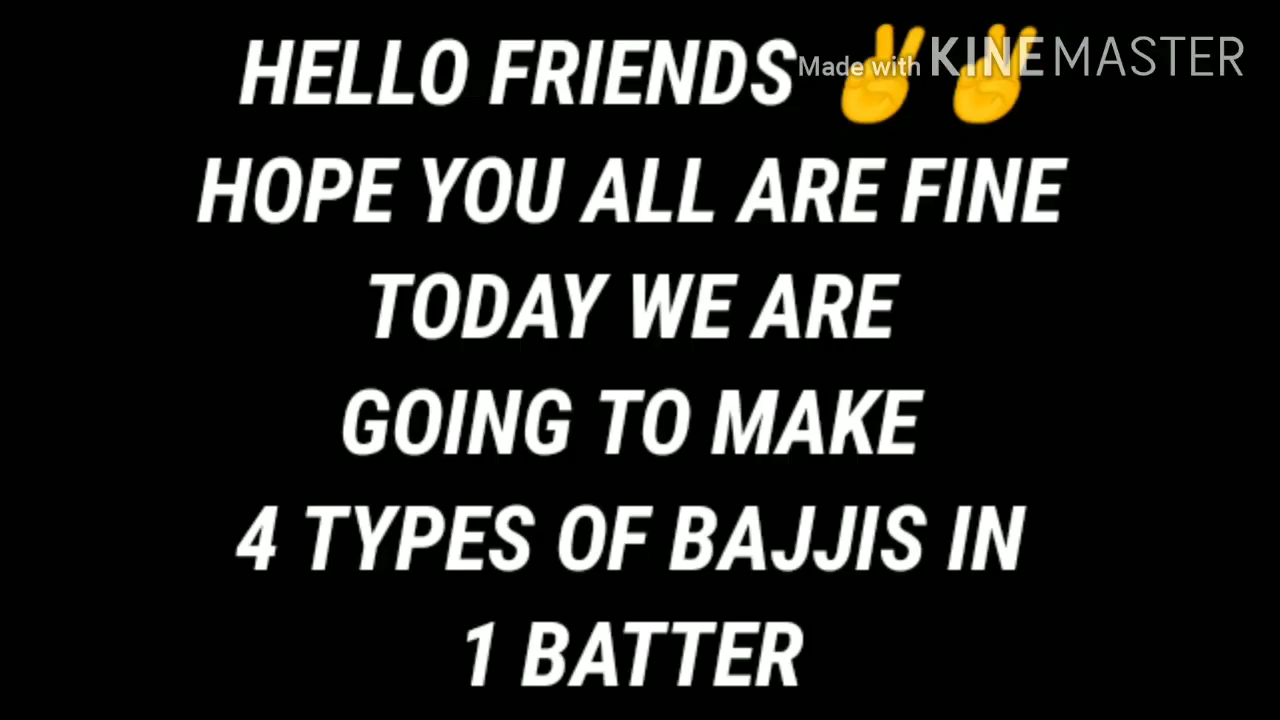 HELLO FRIENDS ✌✌
Made with KINEMASTER
HOPE YOU ALL ARE FINE
TODAY WE ARE
GOING TO MAKE
4 TYPES OF BAJJIS IN
1 BATTER